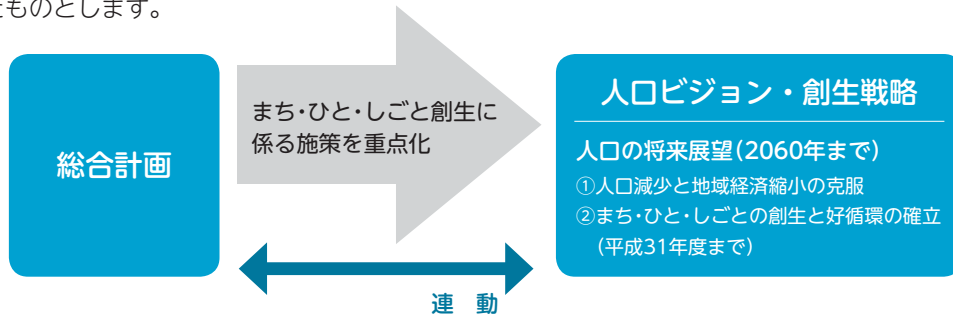 たものとします。
総合計画
まち・ひと・しごと創生に
係る施策を重点化
人口ビジョン・創生戦略
人口の将来展望(2060年まで)
①人口減少と地域経済縮小の克服
②まち・ひと・しごとの創生と好循環の確立
(平成31年度まで)
連 動